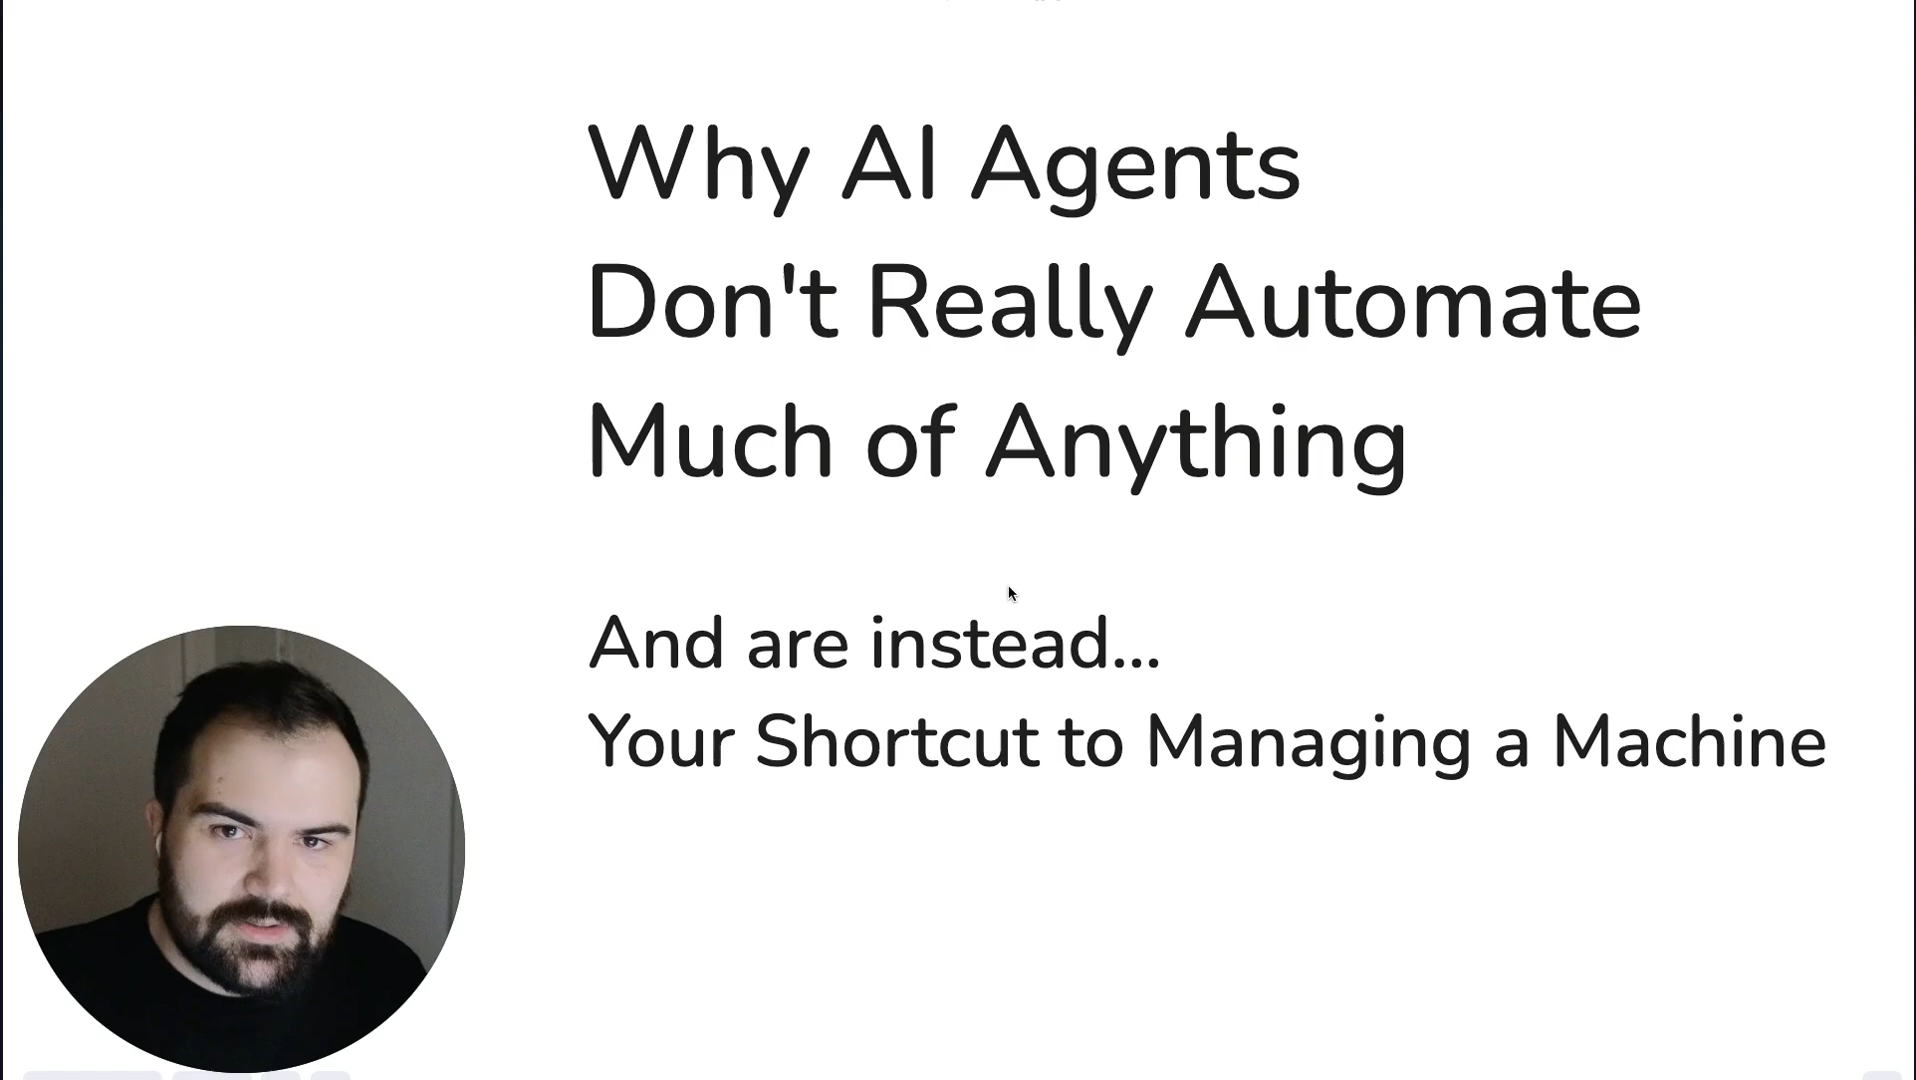 Why AI Agents
Don't Really Automate
Much of Anything
And are instead...
Your Shortcut to Managing a Machine